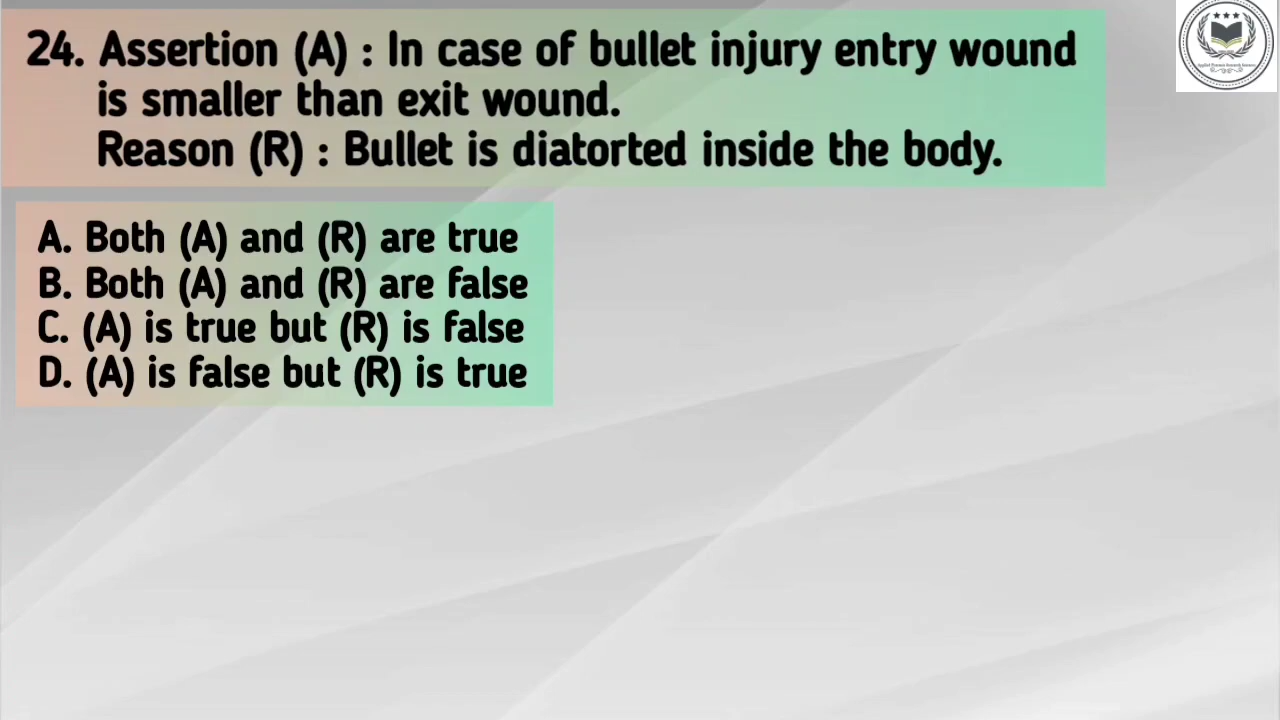 24. Assertion (A) : In case of bullet injury entry wound
is smaller than exit wound.
Reason (R) : Bullet is diatorted inside the body.
A. Both (A) and (R) are true
B. Both (A) and (R) are false
C. (A) is true but (R) is false
D. (A) is false but (R) is true